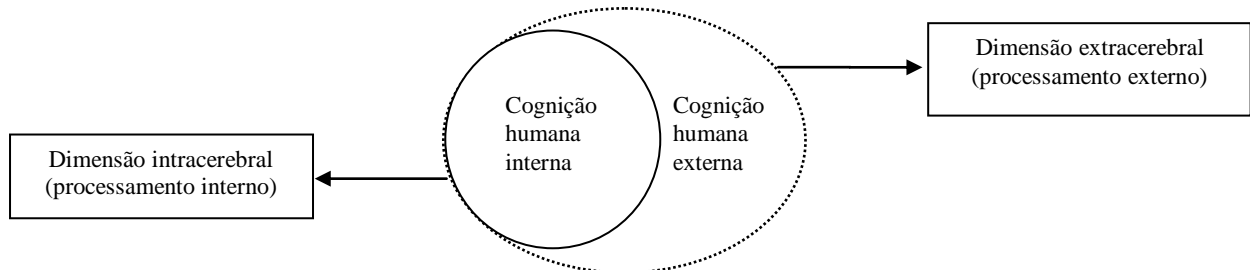 Dimensão extracerebral
(processamento externo)
Cognição
humana
interna
Cognição
humana
externa
Dimensão intracerebral
(processamento interno)